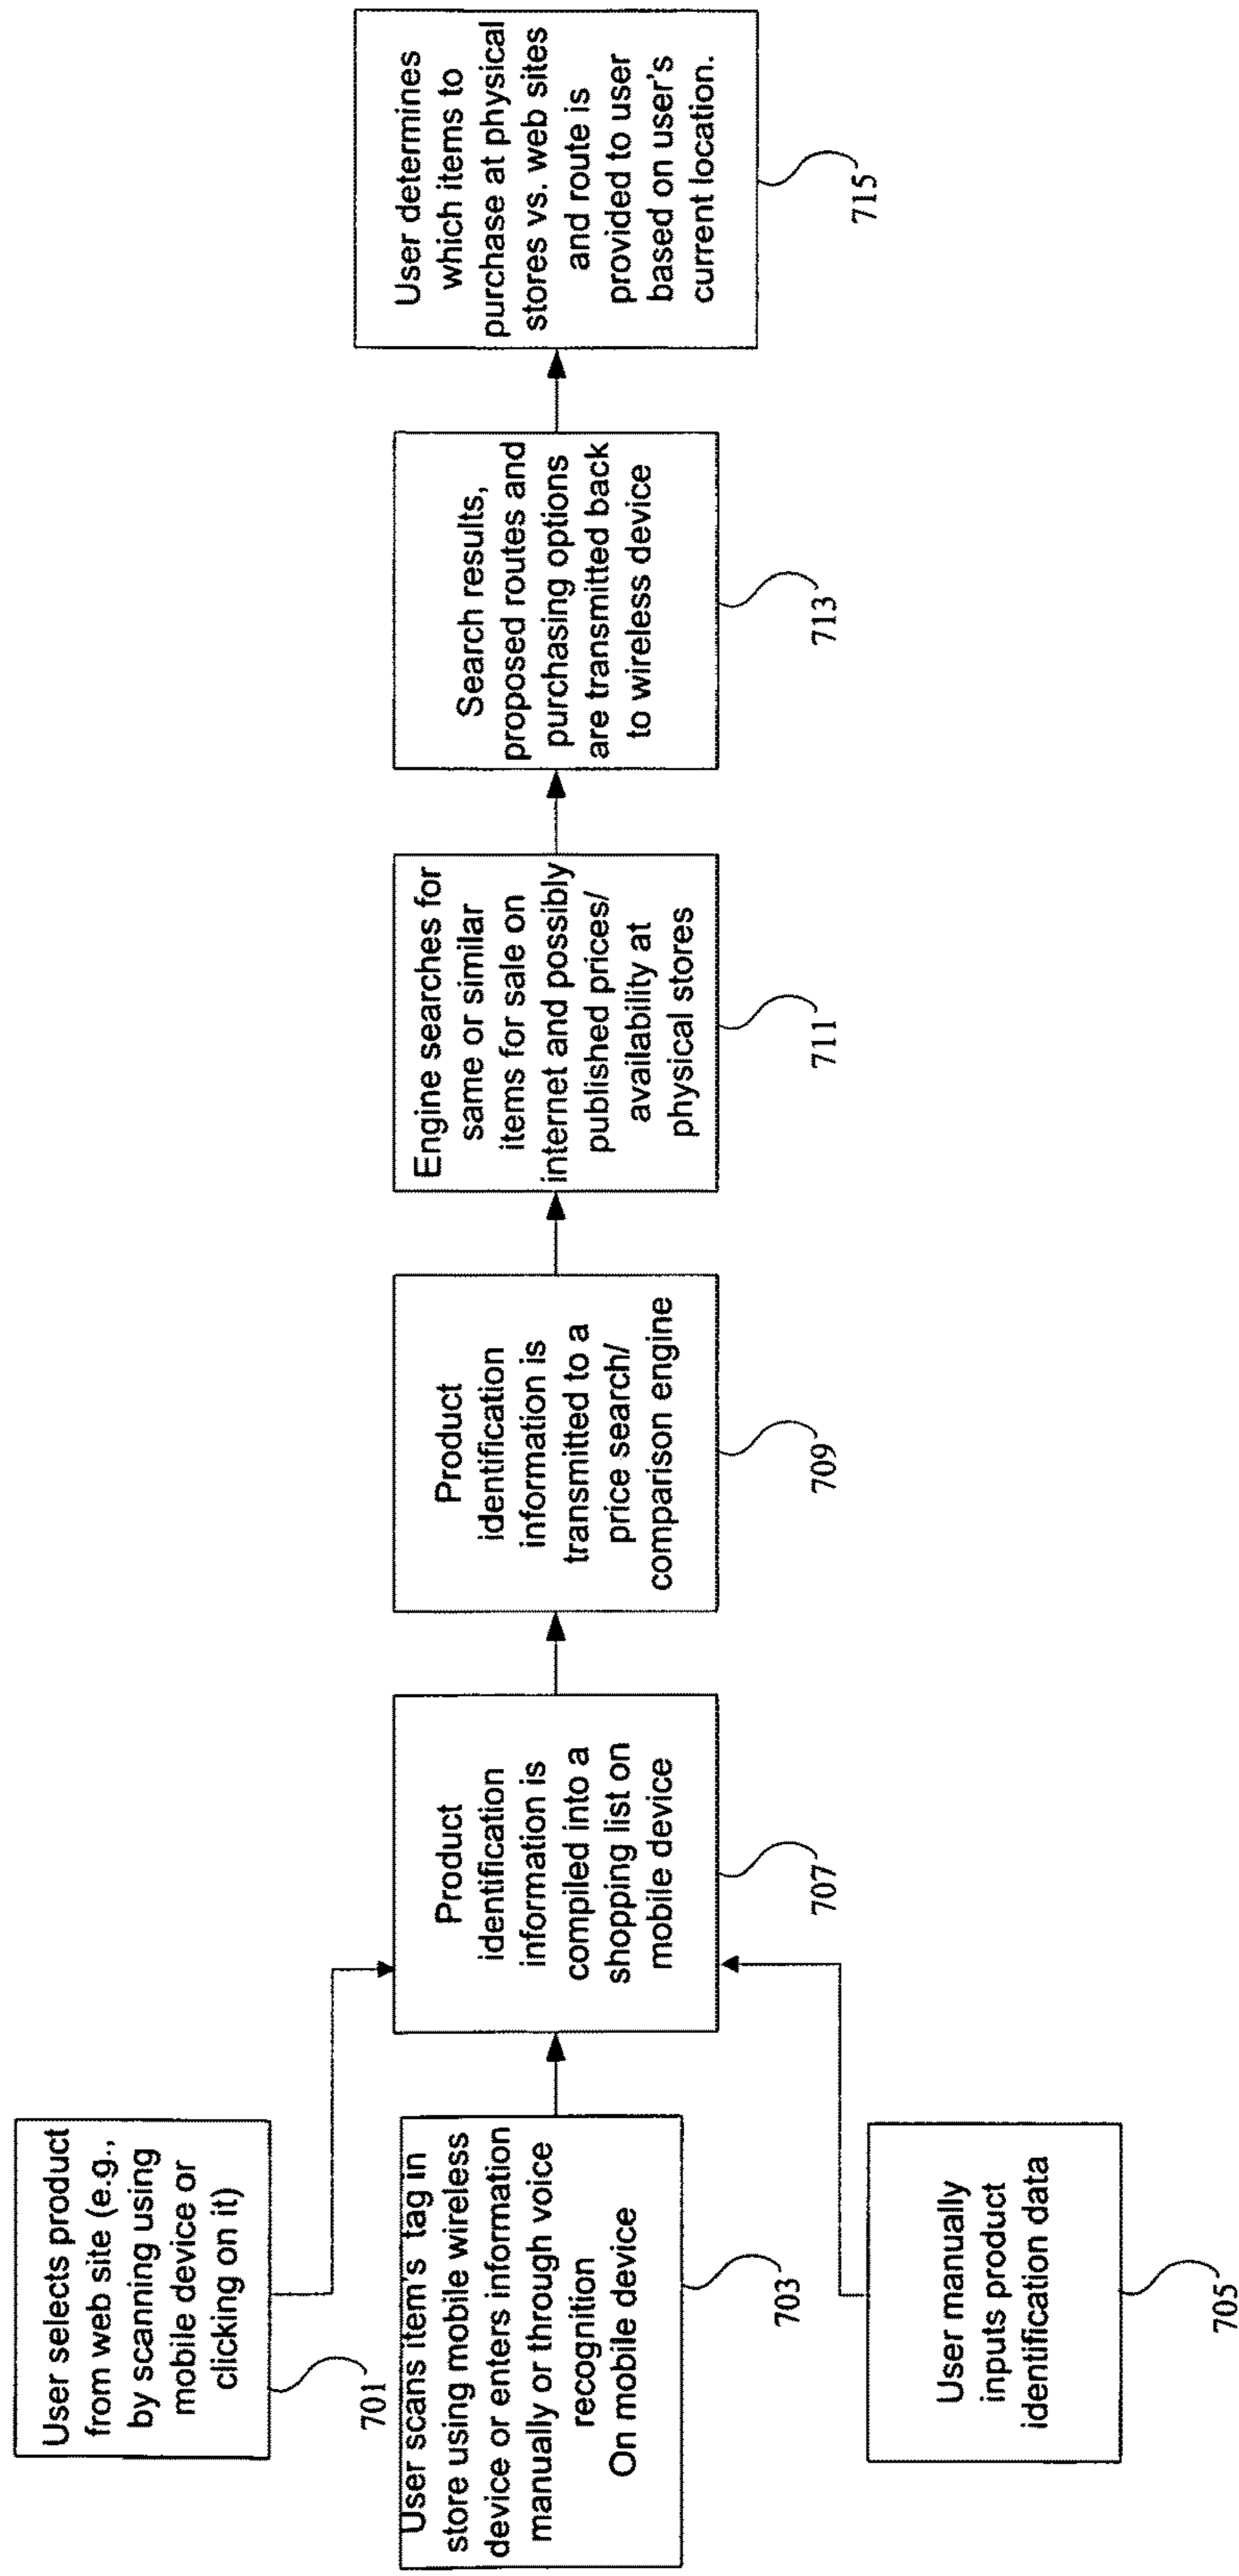 User selects product
from web site (e.g.,
by scanning using
mobile device or
clicking on it)
701
User scans item's tag in
store using mobile wireless
device or enters information
manually or through voice
recognition
On mobile device
703
User manually
inputs product
identification data
705
Product
identification
information is
compiled into a
shopping list on
mobile device
707
Product
identification
information is
transmitted to a
price search/
comparison engine
709
Engine searches for
same or similar
items for sale on
internet and possibly
published prices/
availability at
physical stores
711
Search results,
proposed routes and
purchasing options
are transmitted back
to wireless device
713
User determines
which items to
purchase at physical
stores vs. web sites
and route is
provided to user
based on user's
current location.
715